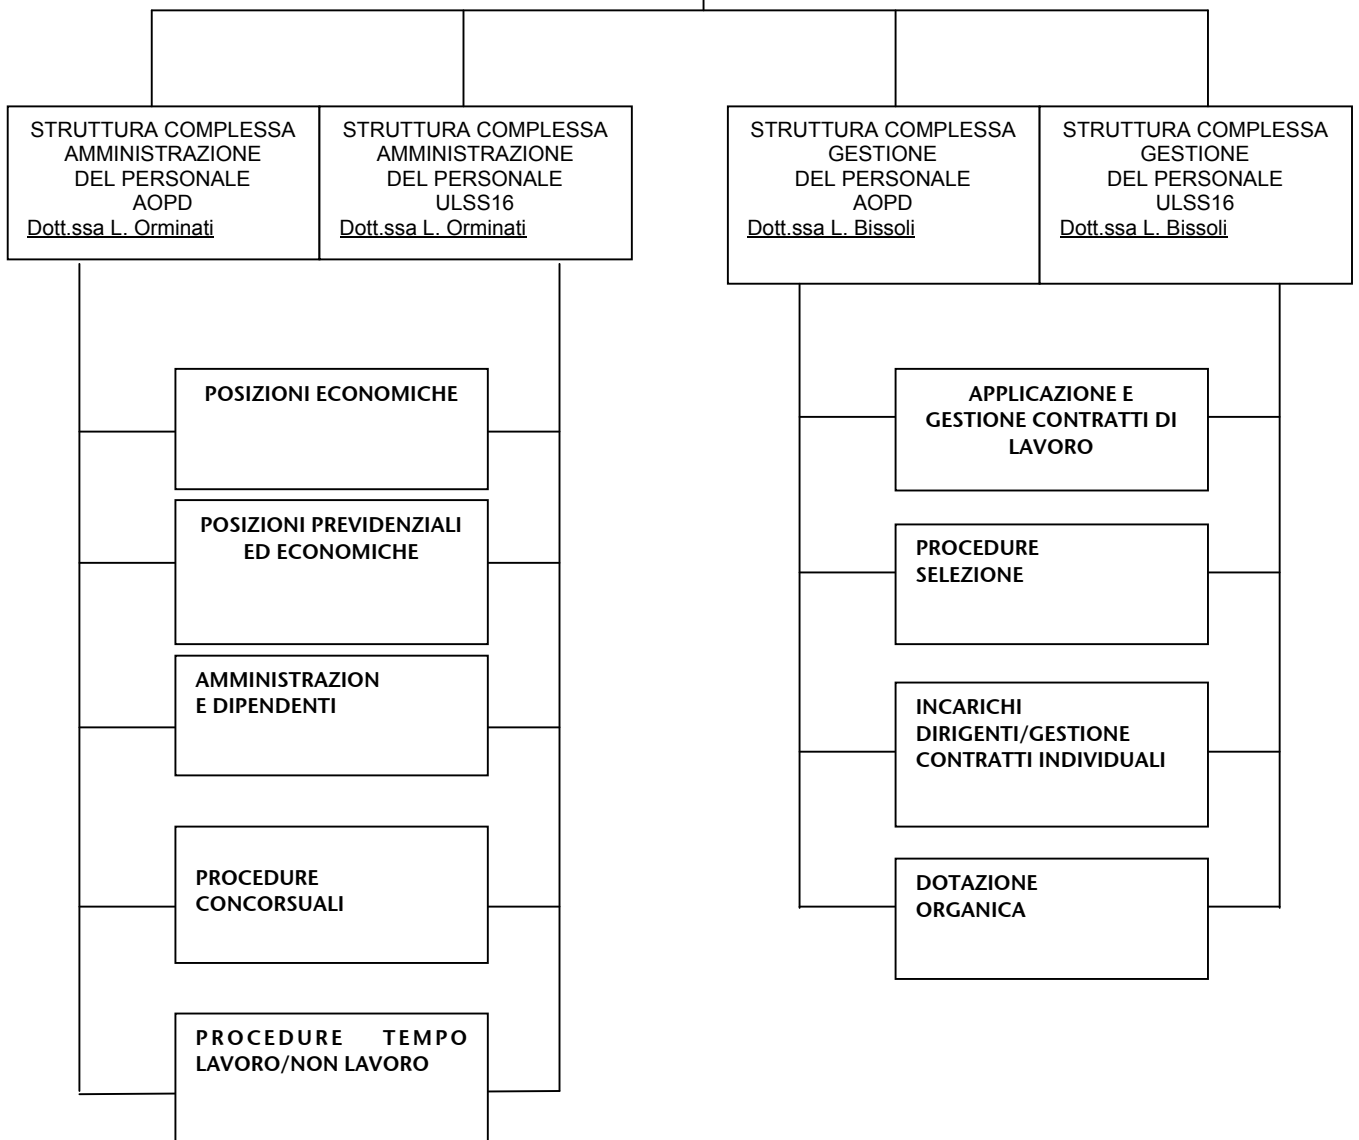 STRUTTURA COMPLESSA
AMMINISTRAZIONE
DEL PERSONALE
AOPD
Dott.ssa L. Orminati
STRUTTURA COMPLESSA
AMMINISTRAZIONE
DEL PERSONALE
ULSS16
Dott.ssa L. Orminati
STRUTTURA COMPLESSA
GESTIONE
DEL PERSONALE
AOPD
Dott.ssa L. Bissoli
STRUTTURA COMPLESSA
GESTIONE
DEL PERSONALE
ULSS16
Dott.ssa L. Bissoli
POSIZIONI ECONOMICHE
POSIZIONI PREVIDENZIALI
ED ECONOMICHE
AMMINISTRAZION
E DIPENDENTI
PROCEDURE
CONCORSUALI
PROCEDURE TEMPO
LAVORO/NON LAVORO
APPLICAZIONE E
GESTIONE CONTRATTI DI
LAVORO
PROCEDURE
SELEZIONE
INCARICHI
DIRIGENTI/GESTIONE
CONTRATTI INDIVIDUALI
DOTAZIONE
ORGANICA